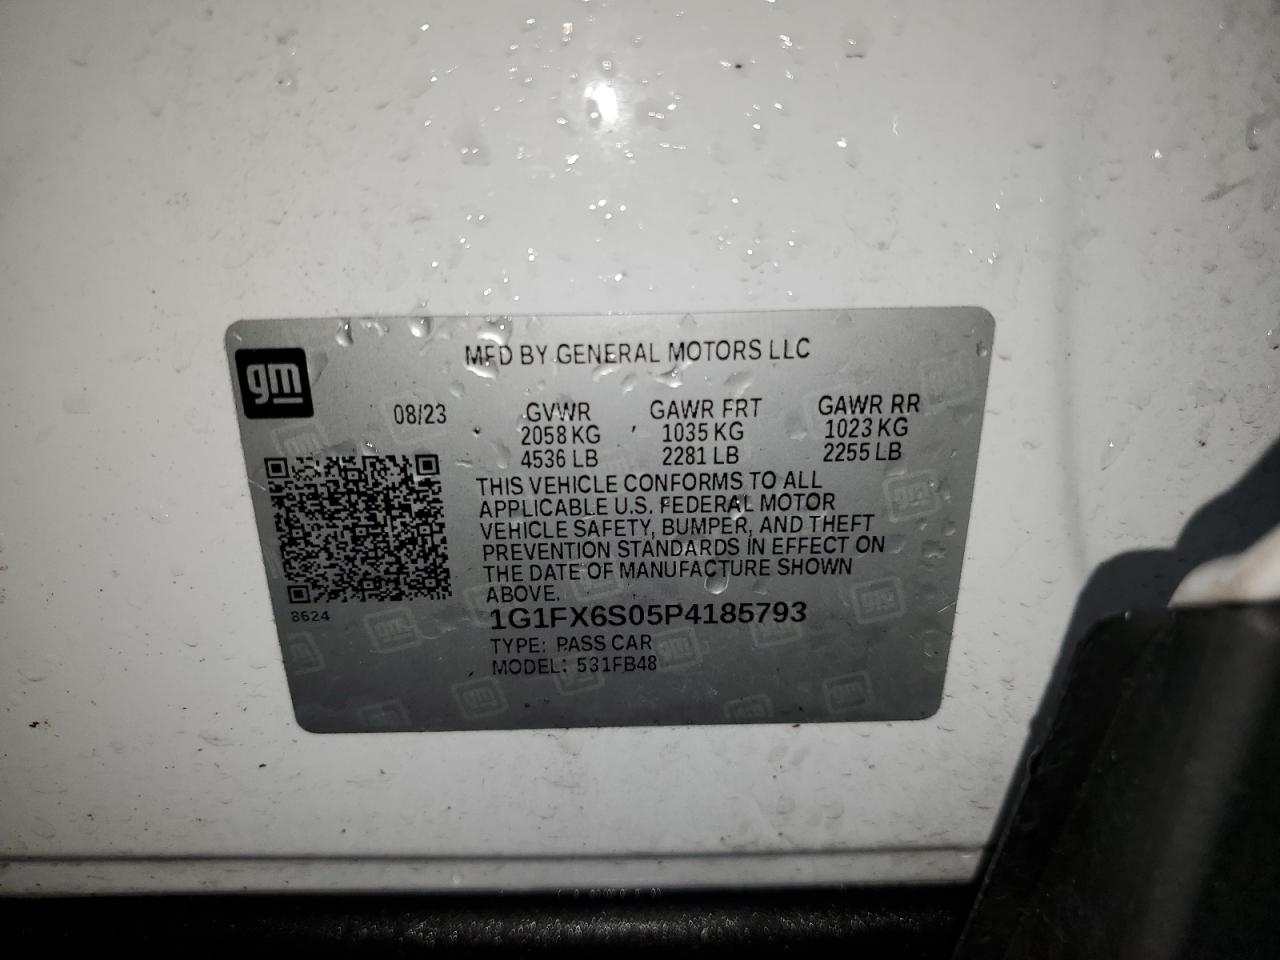 MFD BY GENERAL MOTORS LLC
gm
08/23 GVWR GAWR FRT GAWR RR
2058 KG 1035 KG 1023 KG
4536 LB 2281 LB 2255 LB
THIS VEHICLE CONFORMS TO ALL
APPLICABLE U.S. FEDERAL MOTOR
VEHICLE SAFETY, BUMPER, AND THEFT
PREVENTION STANDARDS IN EFFECT ON
THE DATE OF MANUFACTURE SHOWN
ABOVE.
8624
1G1FX6S05P4185793
TYPE: PASS CAR
MODEL: 531FB48